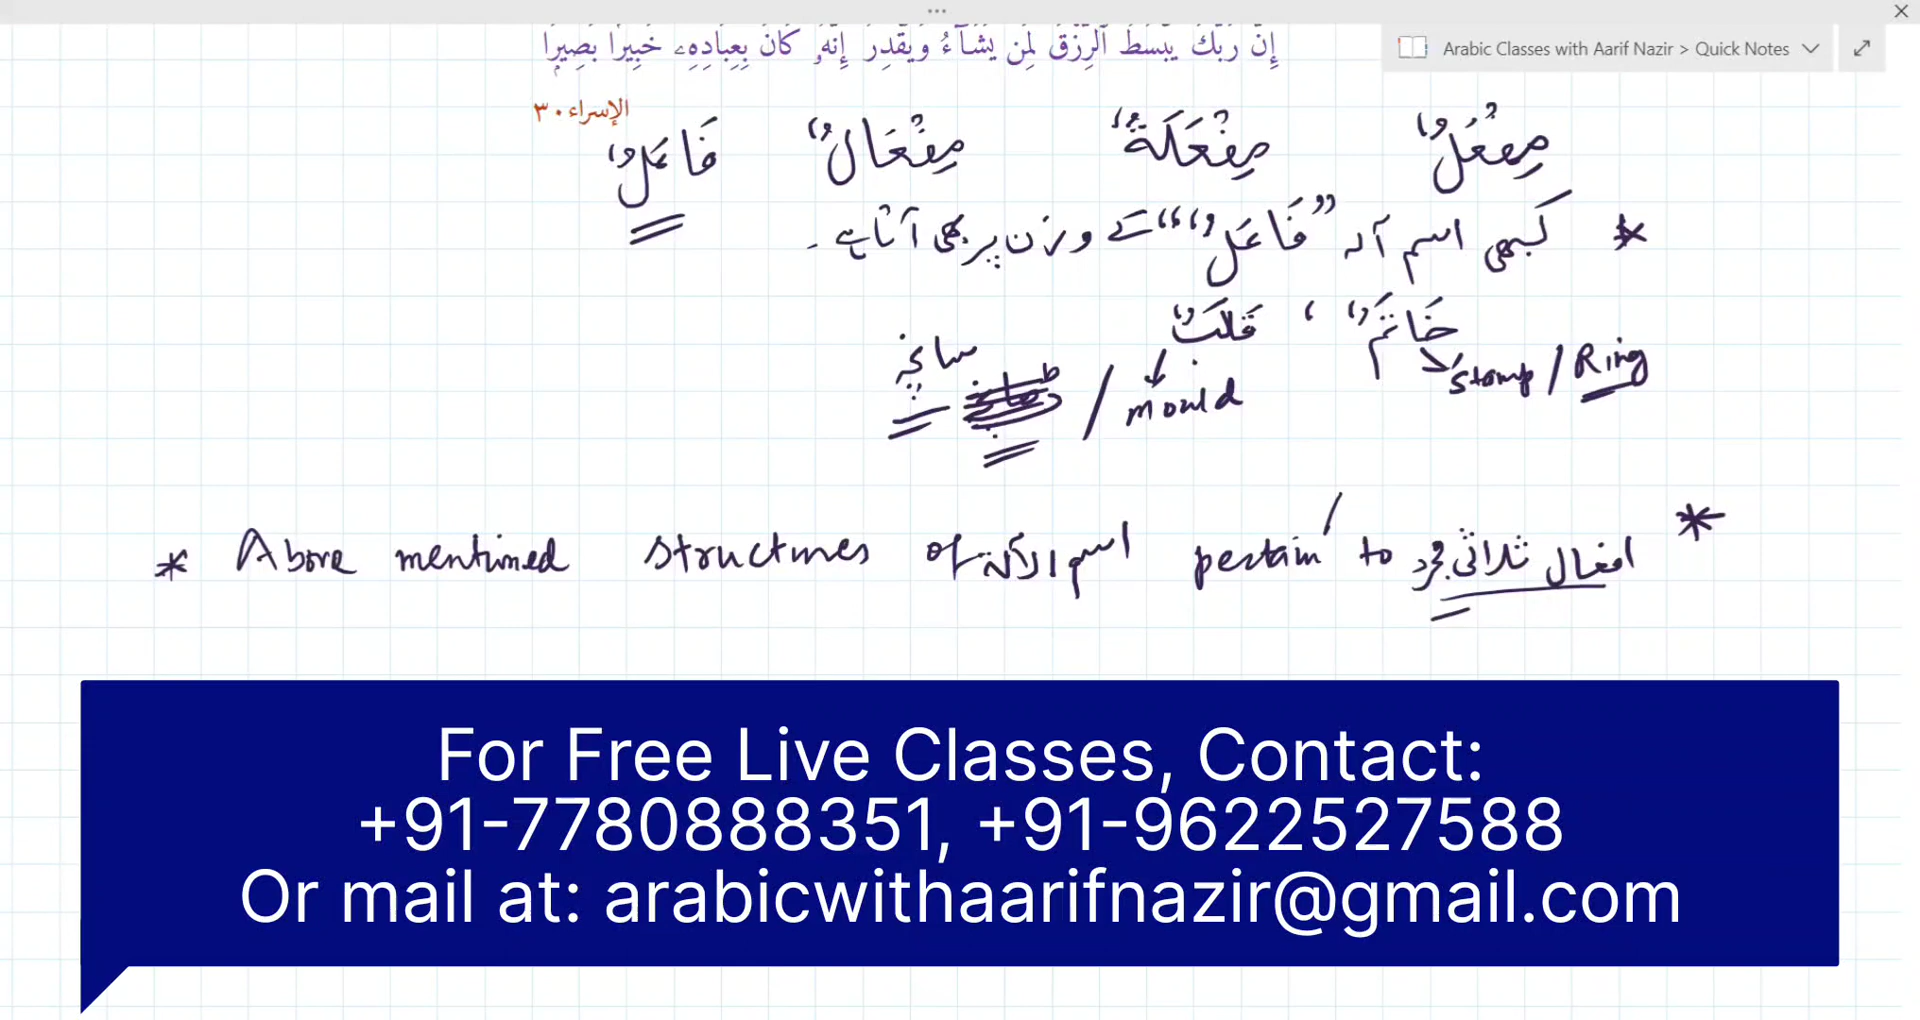 Arabic Classes with Aarif Nazir > Quick Notes
إِنَّ رَبَّكَ يَبْسُطُ ٱلرِّزْقَ لِمَن يَشَآءُ وَيَقْدِرُ إِنَّهُۥ كَانَ بِعِبَادِهِۦ خَبِيرًۢا بَصِيرًا
الإسراء ٣٠
مِفْعَلٌ مِفْعَلَةٌ مِفْعَالٌ فَاعَلٌ
* کبھی اسم آلہ "فَاعَلٌ" کے وزن پر بھی آتا ہے ۔
خَاتَمٌ ، قَالَبٌ
Stamp / Ring
mould / سانچہ
* Above mentioned structures of اسم الآلة pertain to افعال ثلاثی مجرد *
For Free Live Classes, Contact:
+91-7780888351, +91-9622527588
Or mail at: arabicwithaarifnazir@gmail.com